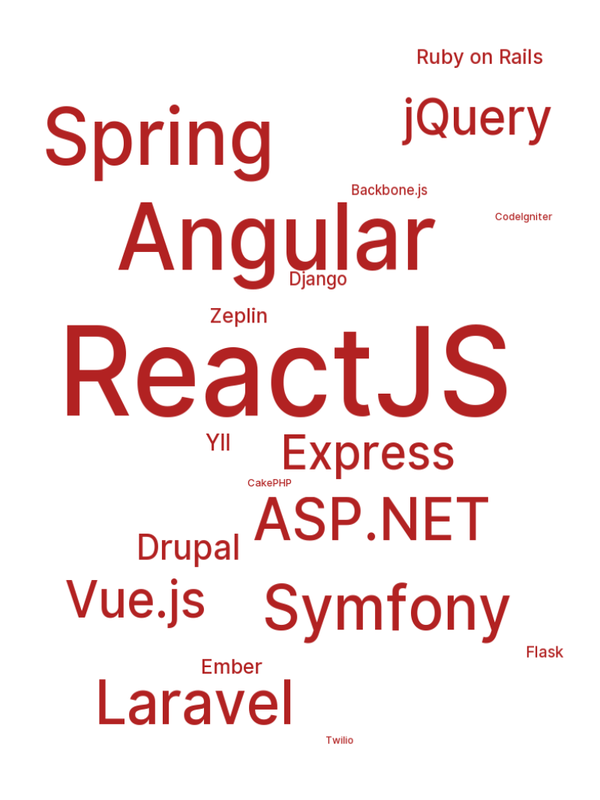 Ruby on Rails
jQuery
Spring
Backbone.js
CodeIgniter
Angular
Django
Zeplin
ReactJS
YII
Express
CakePHP
ASP.NET
Drupal
Vue.js
Symfony
Flask
Ember
Laravel
Twilio